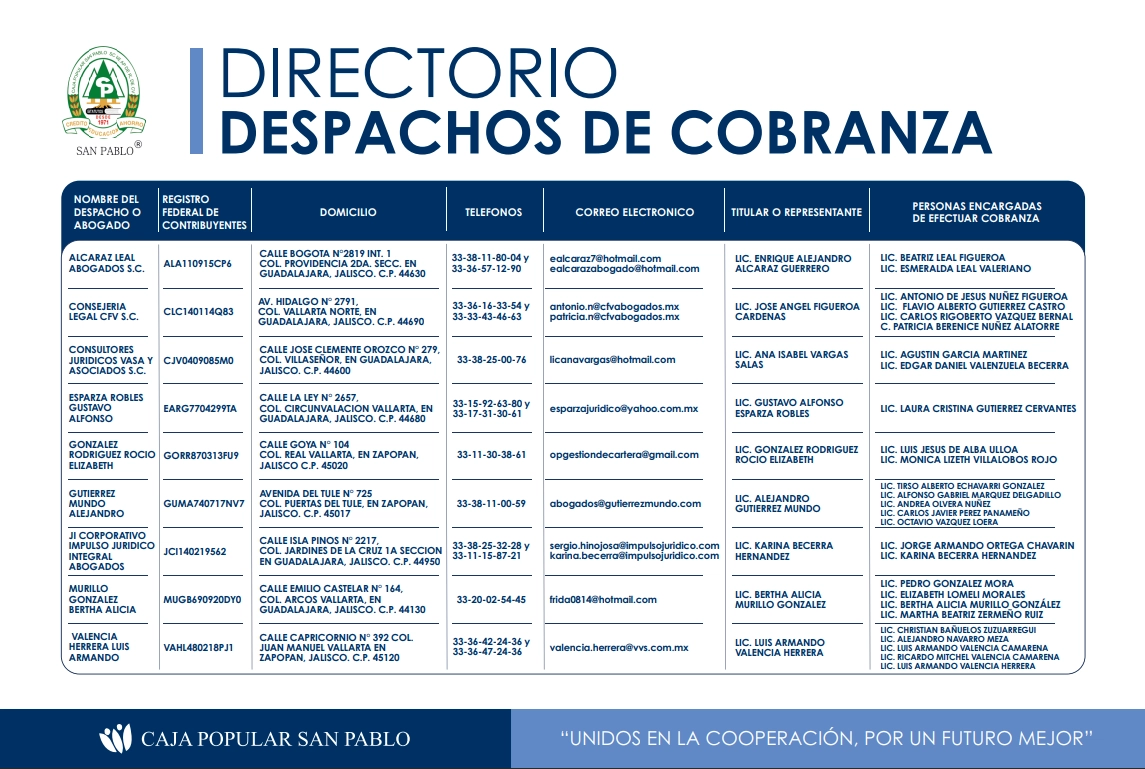 CAJA POPULAR SAN PABLO
CP
DESDE
1971
CREDITO EDUCACION AHORRO
SAN PABLO®
DIRECTORIO
DESPACHOS DE COBRANZA
NOMBRE DEL
DESPACHO O
ABOGADO
REGISTRO
FEDERAL DE
CONTRIBUYENTES
DOMICILIO
TELEFONOS
CORREO ELECTRONICO
TITULAR O REPRESENTANTE
PERSONAS ENCARGADAS
DE EFECTUAR COBRANZA
ALCARAZ LEAL
ABOGADOS S.C.
ALA110915CP6
CALLE BOGOTA N°2819 INT. 1
COL. PROVIDENCIA 2DA. SECC. EN
GUADALAJARA, JALISCO. C.P. 44630
33-38-11-80-04 y
33-36-57-12-90
ealcaraz7@hotmail.com
ealcarazabogado@hotmail.com
LIC. ENRIQUE ALEJANDRO
ALCARAZ GUERRERO
LIC. BEATRIZ LEAL FIGUEROA
LIC. ESMERALDA LEAL VALERIANO
CONSEJERIA
LEGAL CFV S.C.
CLC140114Q83
AV. HIDALGO N° 2791,
COL. VALLARTA NORTE, EN
GUADALAJARA, JALISCO. C.P. 44690
33-36-16-33-54 y
33-33-43-46-63
antonio.n@cfvabogados.mx
patricia.n@cfvabogados.mx
LIC. JOSE ANGEL FIGUEROA
CARDENAS
LIC. ANTONIO DE JESUS NUÑEZ FIGUEROA
LIC. FLAVIO ALBERTO GUTIERREZ CASTRO
LIC. CARLOS RIGOBERTO VAZQUEZ BERNAL
C. PATRICIA BERENICE NUÑEZ ALATORRE
CONSULTORES
JURIDICOS VASA Y
ASOCIADOS S.C.
CJV0409085M0
CALLE JOSE CLEMENTE OROZCO N° 279,
COL. VILLASEÑOR, EN GUADALAJARA,
JALISCO. C.P. 44600
33-38-25-00-76
licanavargas@hotmail.com
LIC. ANA ISABEL VARGAS
SALAS
LIC. AGUSTIN GARCIA MARTINEZ
LIC. EDGAR DANIEL VALENZUELA BECERRA
ESPARZA ROBLES
GUSTAVO
ALFONSO
EARG7704299TA
CALLE LA LEY N° 2657,
COL. CIRCUNVALACION VALLARTA, EN
GUADALAJARA, JALISCO. C.P. 44680
33-15-92-63-80 y
33-17-31-30-61
esparzajuridico@yahoo.com.mx
LIC. GUSTAVO ALFONSO
ESPARZA ROBLES
LIC. LAURA CRISTINA GUTIERREZ CERVANTES
GONZALEZ
RODRIGUEZ ROCIO
ELIZABETH
GORR870313FU9
CALLE GOYA N° 104
COL. REAL VALLARTA, EN ZAPOPAN,
JALISCO C.P. 45020
33-11-30-38-61
opgestiondecartera@gmail.com
LIC. GONZALEZ RODRIGUEZ
ROCIO ELIZABETH
LIC. LUIS JESUS DE ALBA ULLOA
LIC. MONICA LIZETH VILLALOBOS ROJO
GUTIERREZ
MUNDO
ALEJANDRO
GUMA740717NV7
AVENIDA DEL TULE N° 725
COL. PUERTAS DEL TULE, EN ZAPOPAN,
JALISCO. C.P. 45017
33-38-11-00-59
abogados@gutierrezmundo.com
LIC. ALEJANDRO
GUTIERREZ MUNDO
LIC. TIRSO ALBERTO ECHAVARRI GONZALEZ
LIC. ALFONSO GABRIEL MARQUEZ DELGADILLO
LIC. ANDREA OLVERA NUÑEZ
LIC. CARLOS JAVIER PEREZ PANAMEÑO
LIC. OCTAVIO VAZQUEZ LOERA
JI CORPORATIVO
IMPULSO JURIDICO
INTEGRAL
ABOGADOS
JCI140219562
CALLE ISLA PINOS N° 2217,
COL. JARDINES DE LA CRUZ 1A SECCION
EN GUADALAJARA, JALISCO. C.P. 44950
33-38-25-32-28 y
33-11-15-87-21
sergio.hinojosa@impulsojuridico.com
karina.becerra@impulsojuridico.com
LIC. KARINA BECERRA
HERNANDEZ
LIC. JORGE ARMANDO ORTEGA CHAVARIN
LIC. KARINA BECERRA HERNANDEZ
MURILLO
GONZALEZ
BERTHA ALICIA
MUGB690920DY0
CALLE EMILIO CASTELAR N° 164,
COL. ARCOS VALLARTA, EN
GUADALAJARA, JALISCO. C.P. 44130
33-20-02-54-45
frida0814@hotmail.com
LIC. BERTHA ALICIA
MURILLO GONZALEZ
LIC. PEDRO GONZALEZ MORA
LIC. ELIZABETH LOMELI MORALES
LIC. BERTHA ALICIA MURILLO GONZÁLEZ
LIC. MARTHA BEATRIZ ZERMEÑO RUIZ
VALENCIA
HERRERA LUIS
ARMANDO
VAHL480218PJ1
CALLE CAPRICORNIO N° 392 COL.
JUAN MANUEL VALLARTA EN
ZAPOPAN, JALISCO. C.P. 45120
33-36-42-24-36 y
33-36-47-24-36
valencia.herrera@vvs.com.mx
LIC. LUIS ARMANDO
VALENCIA HERRERA
LIC. CHRISTIAN BAÑUELOS ZUZUARREGUI
LIC. ALEJANDRO NAVARRO MEZA
LIC. LUIS ARMANDO VALENCIA CAMARENA
LIC. RICARDO MITCHEL VALENCIA CAMARENA
LIC. LUIS ARMANDO VALENCIA HERRERA
CAJA POPULAR SAN PABLO
“UNIDOS EN LA COOPERACIÓN, POR UN FUTURO MEJOR”